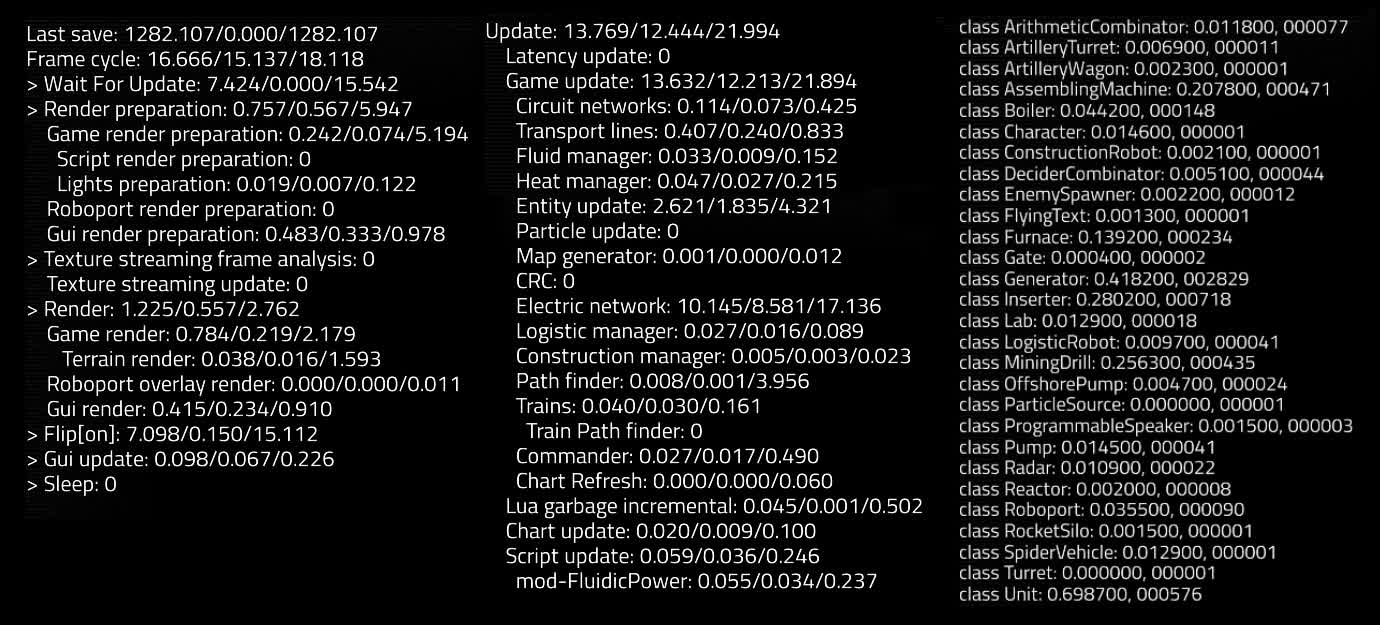 Last save: 1282.107/0.000/1282.107
Frame cycle: 16.666/15.137/18.118
> Wait For Update: 7.424/0.000/15.542
> Render preparation: 0.757/0.567/5.947
Game render preparation: 0.242/0.074/5.194
Script render preparation: 0
Lights preparation: 0.019/0.007/0.122
Roboport render preparation: 0
Gui render preparation: 0.483/0.333/0.978
> Texture streaming frame analysis: 0
Texture streaming update: 0
> Render: 1.225/0.557/2.762
Game render: 0.784/0.219/2.179
Terrain render: 0.038/0.016/1.593
Roboport overlay render: 0.000/0.000/0.011
Gui render: 0.415/0.234/0.910
> Flip[on]: 7.098/0.150/15.112
> Gui update: 0.098/0.067/0.226
> Sleep: 0
Update: 13.769/12.444/21.994
Latency update: 0
Game update: 13.632/12.213/21.894
Circuit networks: 0.114/0.073/0.425
Transport lines: 0.407/0.240/0.833
Fluid manager: 0.033/0.009/0.152
Heat manager: 0.047/0.027/0.215
Entity update: 2.621/1.835/4.321
Particle update: 0
Map generator: 0.001/0.000/0.012
CRC: 0
Electric network: 10.145/8.581/17.136
Logistic manager: 0.027/0.016/0.089
Construction manager: 0.005/0.003/0.023
Path finder: 0.008/0.001/3.956
Trains: 0.040/0.030/0.161
Train Path finder: 0
Commander: 0.027/0.017/0.490
Chart Refresh: 0.000/0.000/0.060
Lua garbage incremental: 0.045/0.001/0.502
Chart update: 0.020/0.009/0.100
Script update: 0.059/0.036/0.246
mod-FluidicPower: 0.055/0.034/0.237
class ArithmeticCombinator: 0.011800, 000077
class ArtilleryTurret: 0.006900, 000011
class ArtilleryWagon: 0.002300, 000001
class AssemblingMachine: 0.207800, 000471
class Boiler: 0.044200, 000148
class Character: 0.014600, 000001
class ConstructionRobot: 0.002100, 000001
class DeciderCombinator: 0.005100, 000044
class EnemySpawner: 0.002200, 000012
class FlyingText: 0.001300, 000001
class Furnace: 0.139200, 000234
class Gate: 0.000400, 000002
class Generator: 0.418200, 002829
class Inserter: 0.280200, 000718
class Lab: 0.012900, 000018
class LogisticRobot: 0.009700, 000041
class MiningDrill: 0.256300, 000435
class OffshorePump: 0.004700, 000024
class ParticleSource: 0.000000, 000001
class ProgrammableSpeaker: 0.001500, 000003
class Pump: 0.014500, 000041
class Radar: 0.010900, 000022
class Reactor: 0.002000, 000008
class Roboport: 0.035500, 000090
class RocketSilo: 0.001500, 000001
class SpiderVehicle: 0.012900, 000001
class Turret: 0.000000, 000001
class Unit: 0.698700, 000576